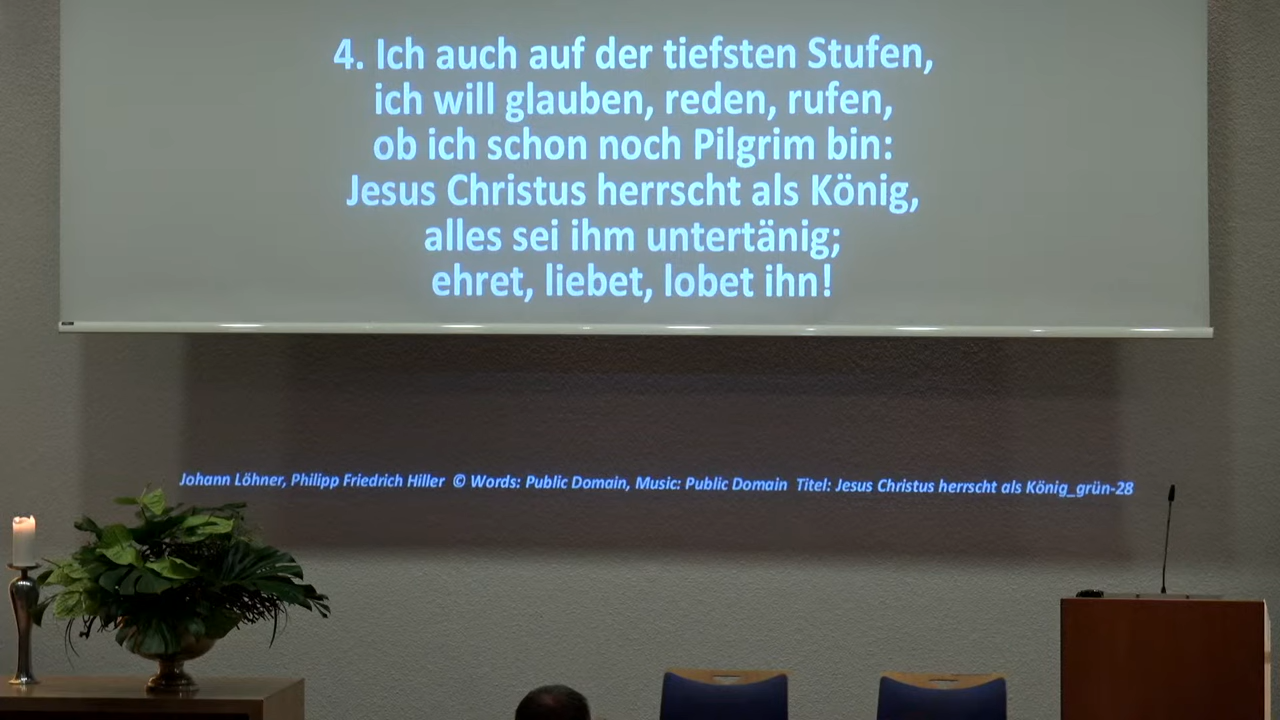 4. Ich auch auf der tiefsten Stufen,
ich will glauben, reden, rufen,
ob ich schon noch Pilgrim bin:
Jesus Christus herrscht als König,
alles sei ihm untertänig;
ehret, liebet, lobet ihn!
Johann Löhner, Philipp Friedrich Hiller © Words: Public Domain, Music: Public Domain Titel: Jesus Christus herrscht als König_grün-28